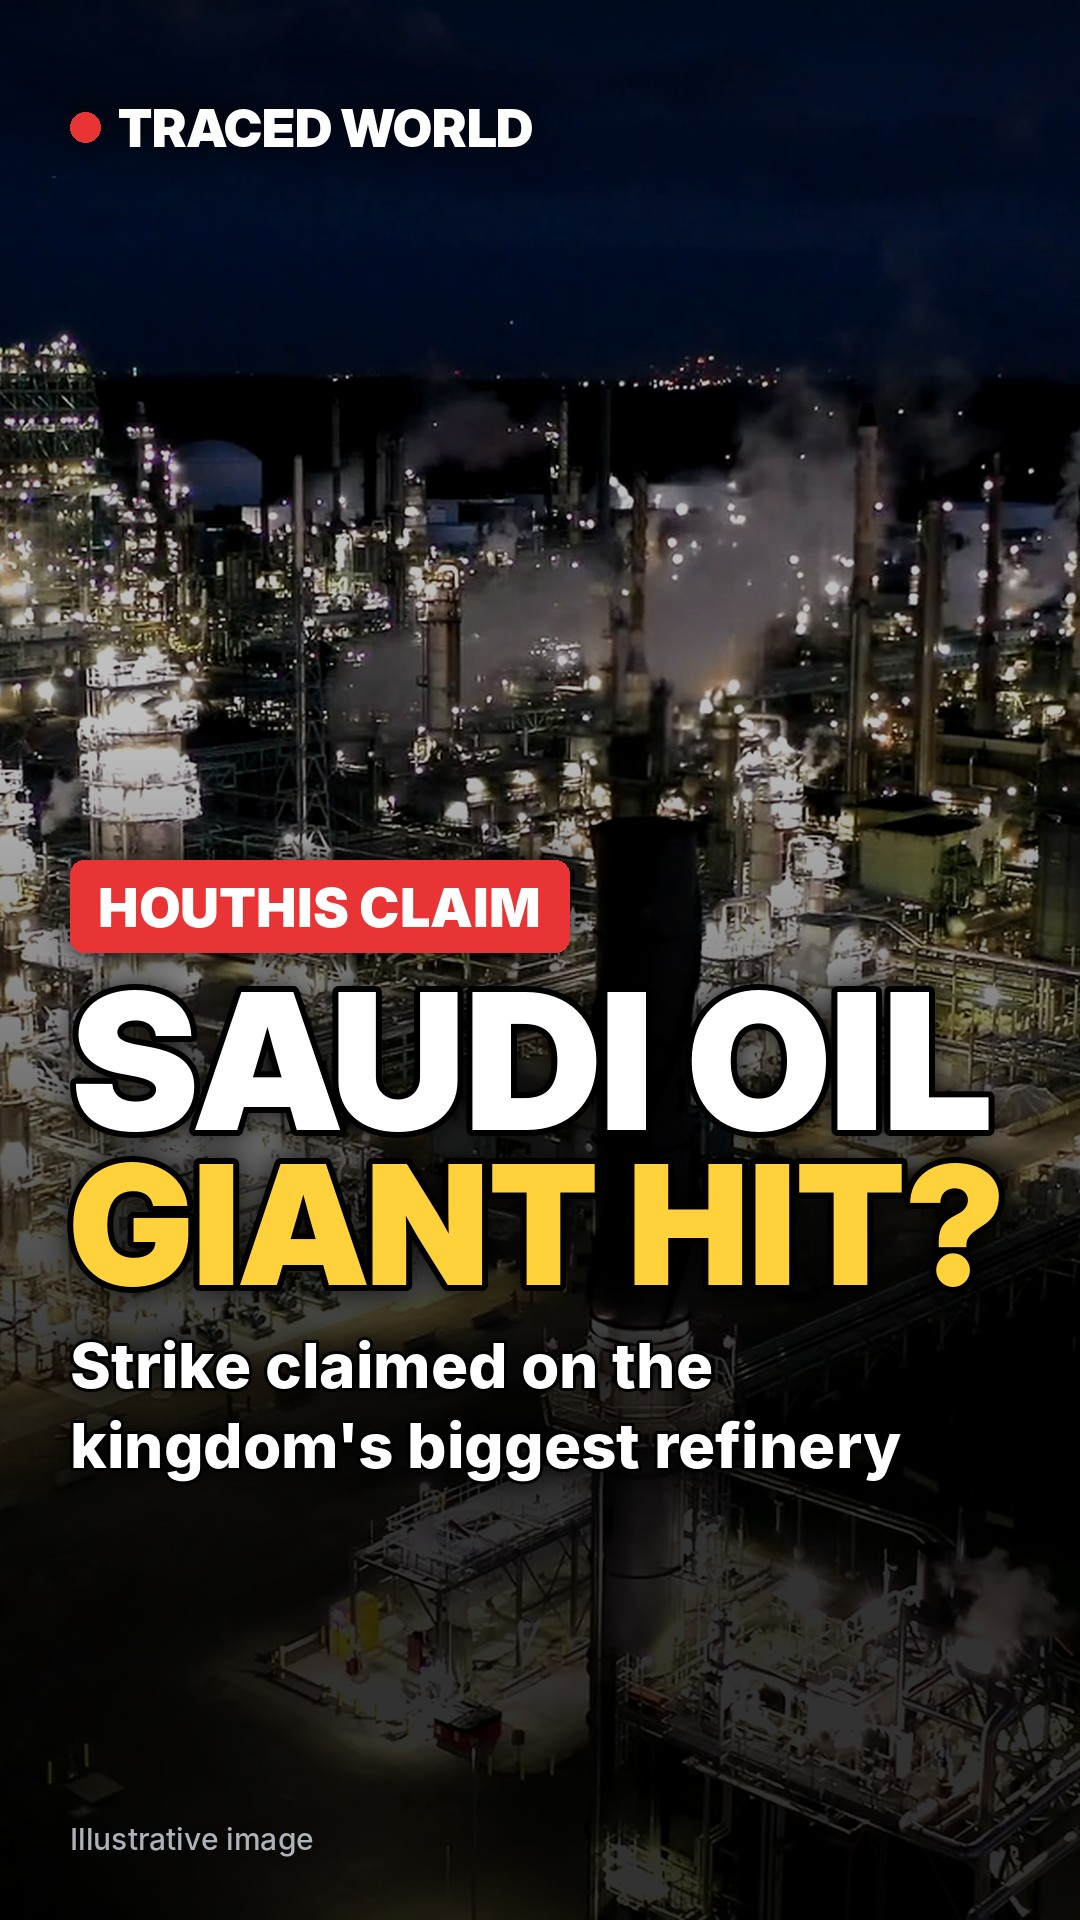 TRACED WORLD
HOUTHIS CLAIM
SAUDI OIL
GIANT HIT?
Strike claimed on the
kingdom's biggest refinery
Illustrative image